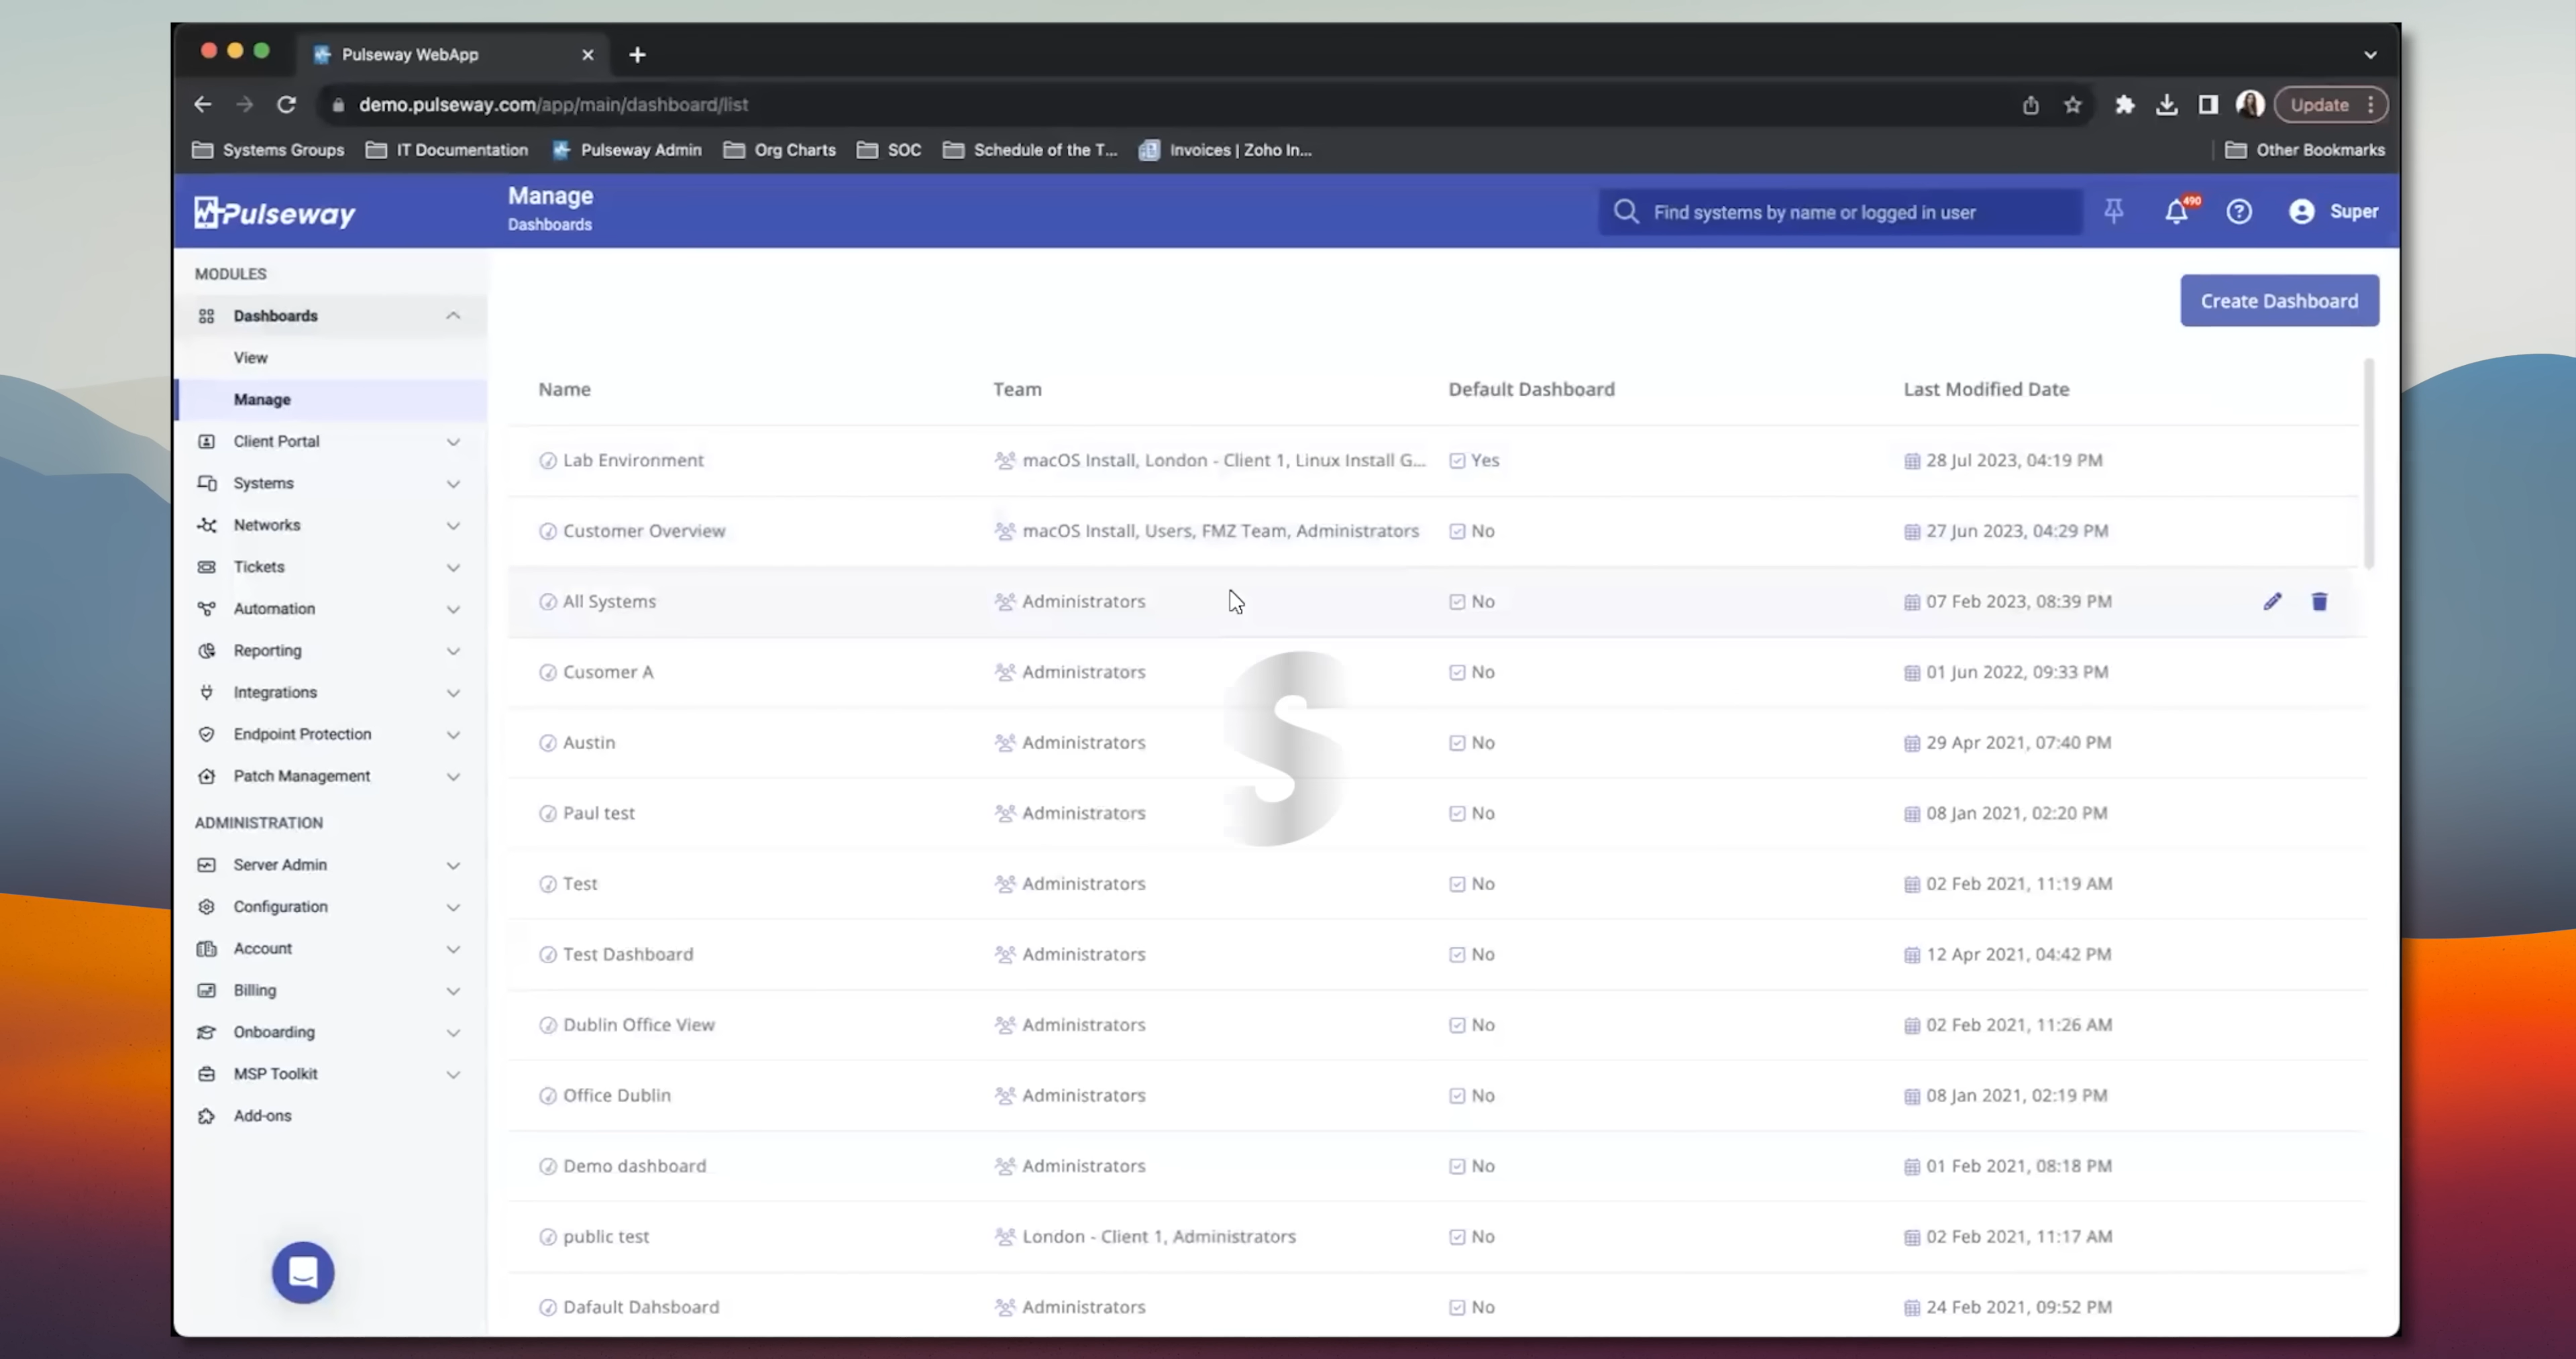 Pulseway WebApp
demo.pulseway.com/app/main/dashboard/list
Update
Systems Groups IT Documentation Pulseway Admin Org Charts SOC Schedule of the T... Invoices | Zoho In... Other Bookmarks
Pulseway
Manage
Dashboards
Find systems by name or logged in user
490
Super
MODULES
Dashboards
View
Manage
Client Portal
Systems
Networks
Tickets
Automation
Reporting
Integrations
Endpoint Protection
Patch Management
ADMINISTRATION
Server Admin
Configuration
Account
Billing
Onboarding
MSP Toolkit
Add-ons
Create Dashboard
Name Team Default Dashboard Last Modified Date
Lab Environment macOS Install, London - Client 1, Linux Install G... Yes 28 Jul 2023, 04:19 PM
Customer Overview macOS Install, Users, FMZ Team, Administrators No 27 Jun 2023, 04:29 PM
All Systems Administrators No 07 Feb 2023, 08:39 PM
Cusomer A Administrators No 01 Jun 2022, 09:33 PM
Austin Administrators No 29 Apr 2021, 07:40 PM
Paul test Administrators No 08 Jan 2021, 02:20 PM
Test Administrators No 02 Feb 2021, 11:19 AM
Test Dashboard Administrators No 12 Apr 2021, 04:42 PM
Dublin Office View Administrators No 02 Feb 2021, 11:26 AM
Office Dublin Administrators No 08 Jan 2021, 02:19 PM
Demo dashboard Administrators No 01 Feb 2021, 08:18 PM
public test London - Client 1, Administrators No 02 Feb 2021, 11:17 AM
Dafault Dahsboard Administrators No 24 Feb 2021, 09:52 PM
S